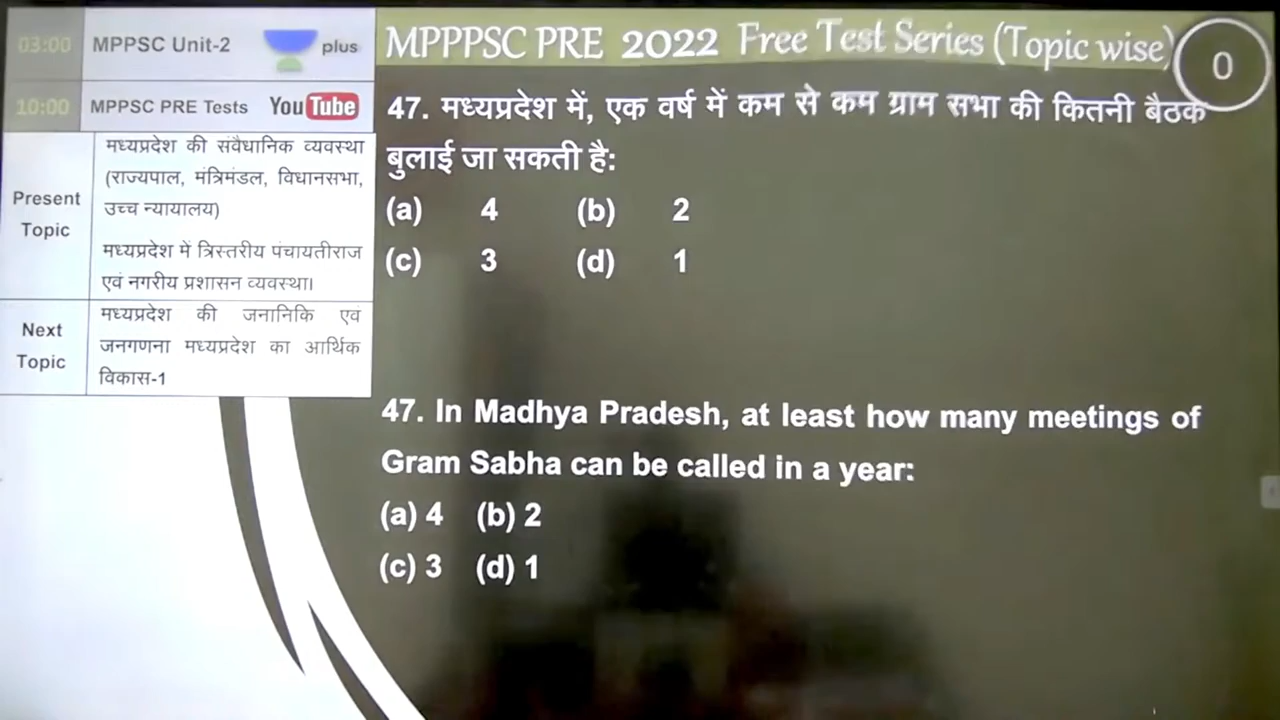 03:00 MPPSC Unit-2 plus
10:00 MPPSC PRE Tests YouTube
Present Topic
मध्यप्रदेश की संवैधानिक व्यवस्था
(राज्यपाल, मंत्रिमंडल, विधानसभा,
उच्च न्यायालय)
मध्यप्रदेश में त्रिस्तरीय पंचायतीराज
एवं नगरीय प्रशासन व्यवस्था।
Next Topic
मध्यप्रदेश की जनानिकि एवं
जनगणना मध्यप्रदेश का आर्थिक
विकास-1
MPPPSC PRE 2022 Free Test Series (Topic wise)
0
47. मध्यप्रदेश में, एक वर्ष में कम से कम ग्राम सभा की कितनी बैठक
बुलाई जा सकती है:
(a) 4 (b) 2
(c) 3 (d) 1
47. In Madhya Pradesh, at least how many meetings of
Gram Sabha can be called in a year:
(a) 4 (b) 2
(c) 3 (d) 1